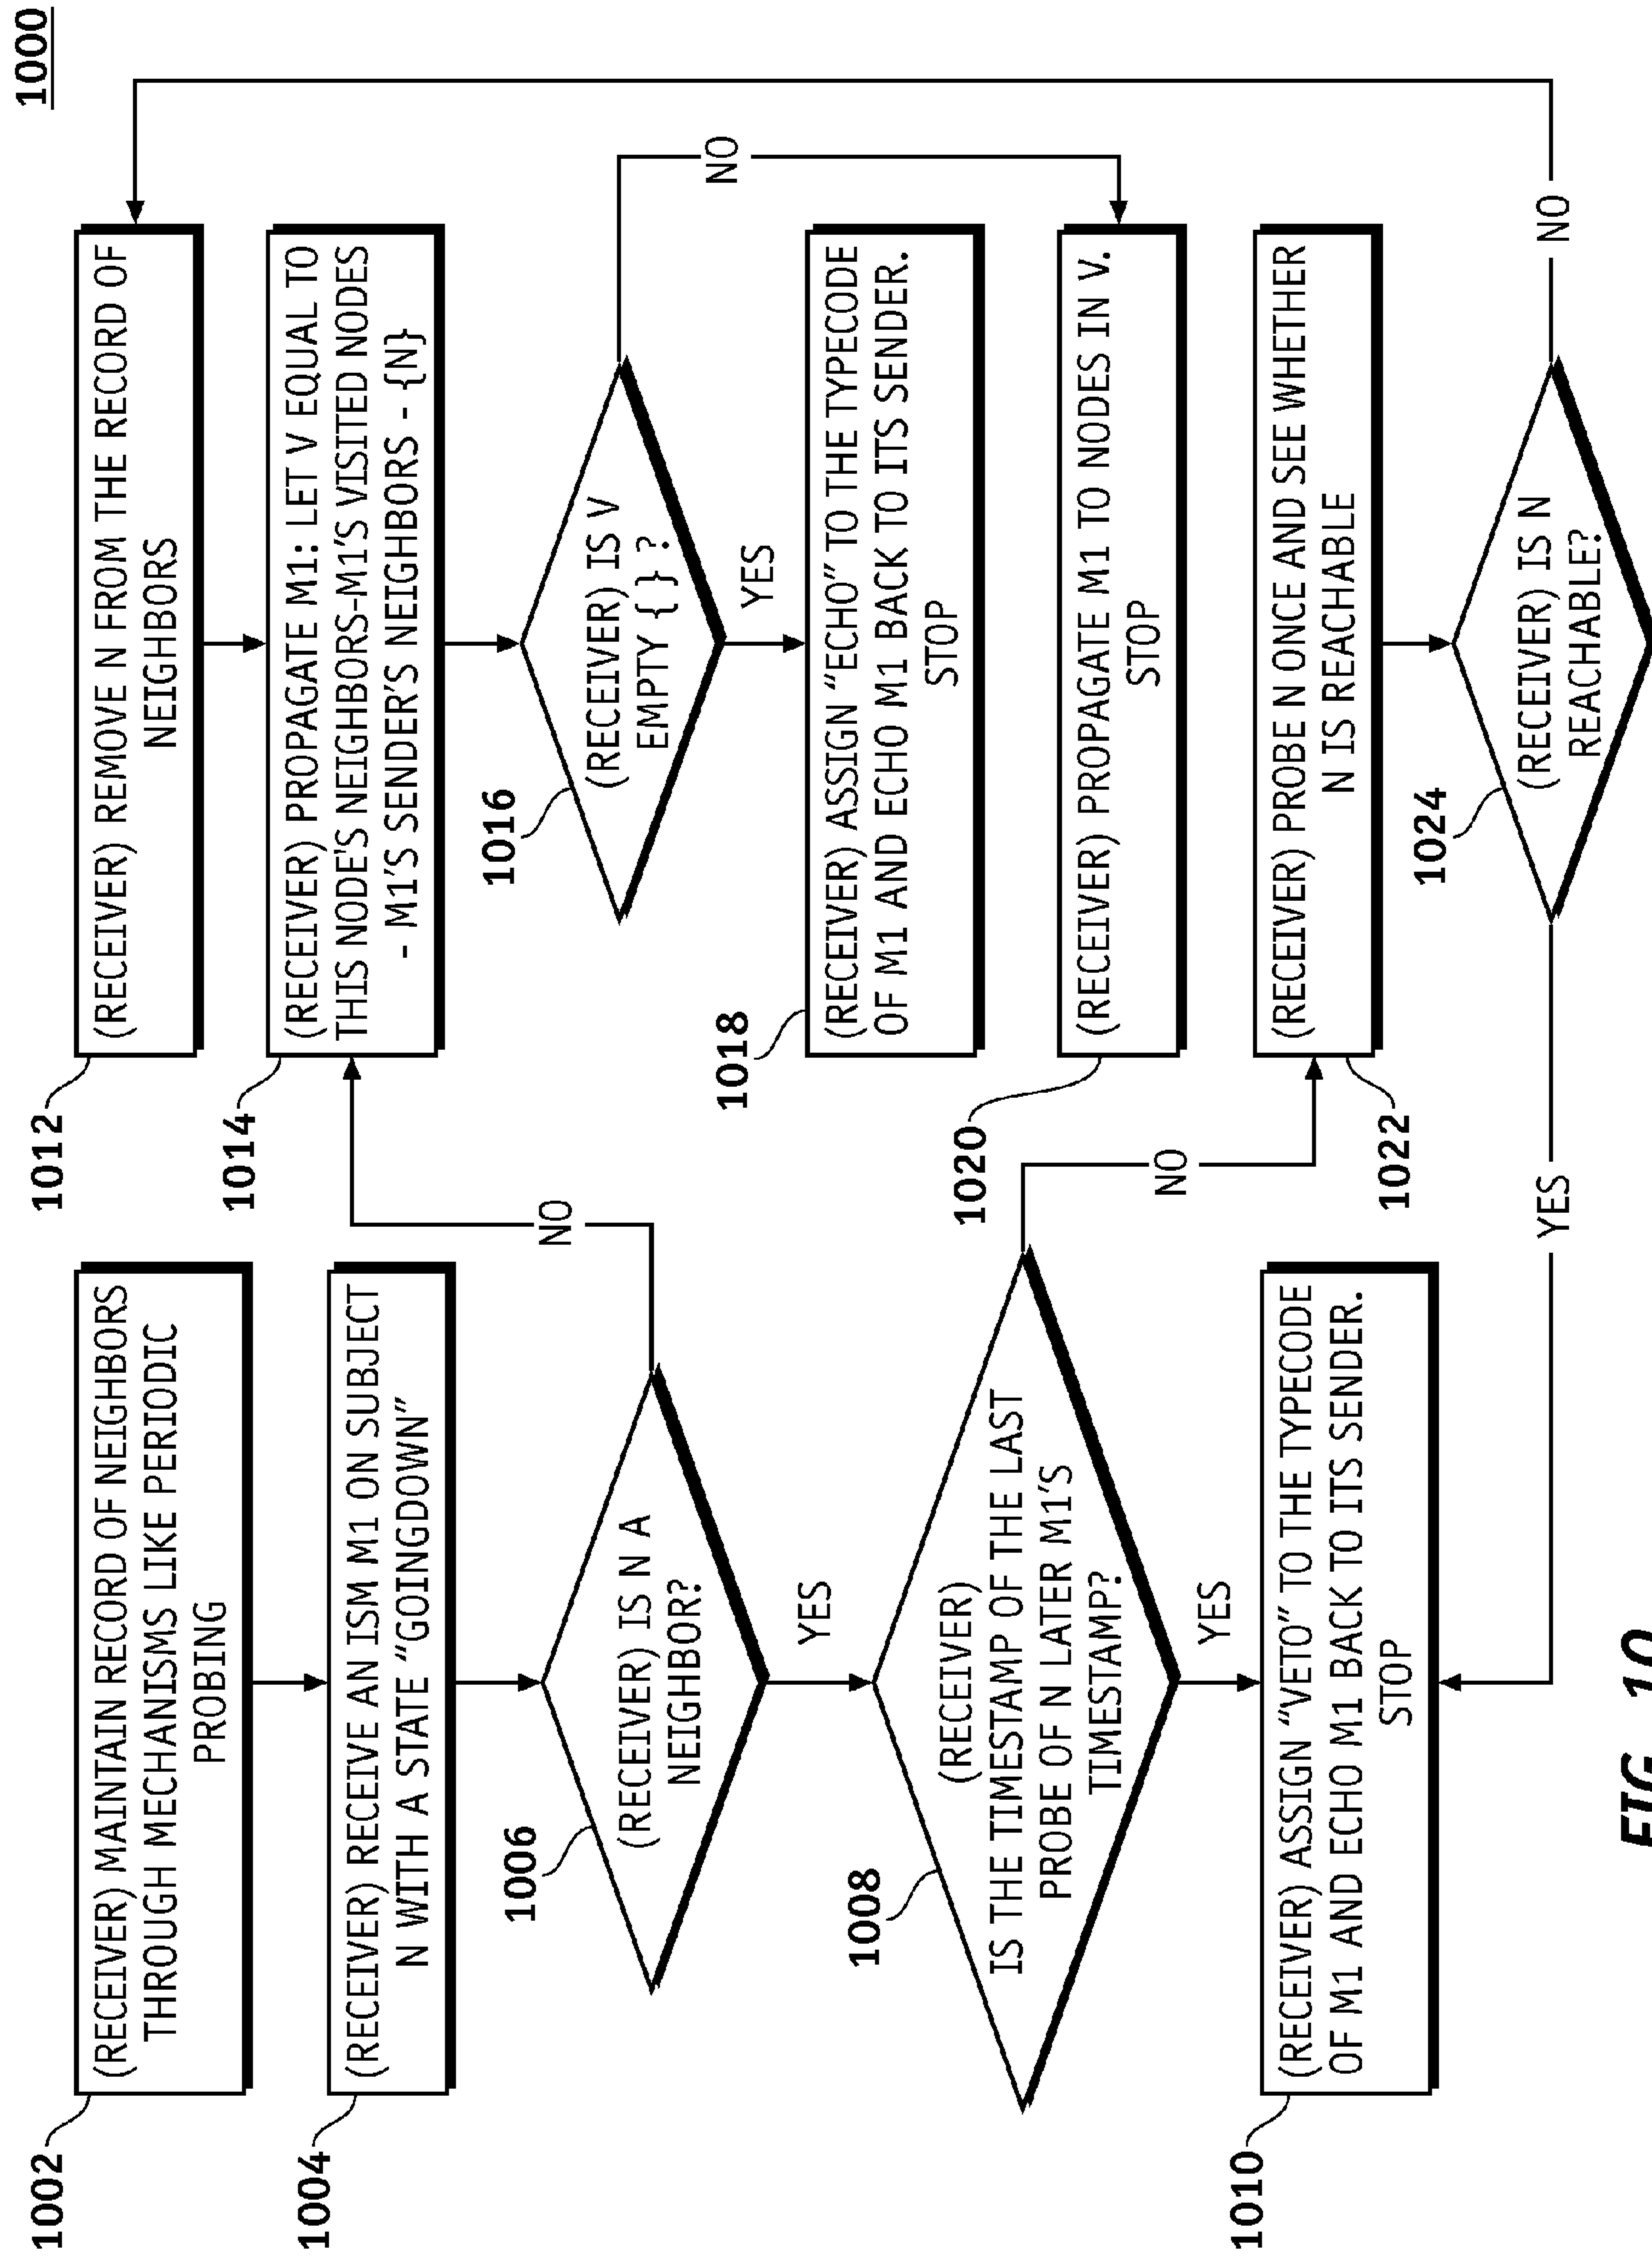 1000
1002
(RECEIVER) MAINTAIN RECORD OF NEIGHBORS
THROUGH MECHANISMS LIKE PERIODIC
PROBING
1004
(RECEIVER) RECEIVE AN ISM M1 ON SUBJECT
N WITH A STATE "GOINGDOWN"
1006
(RECEIVER) IS N A
NEIGHBOR?
NO
YES
1008
(RECEIVER)
IS THE TIMESTAMP OF THE LAST
PROBE OF N LATER M1'S
TIMESTAMP?
NO
YES
1010
(RECEIVER) ASSIGN "VETO" TO THE TYPECODE
OF M1 AND ECHO M1 BACK TO ITS SENDER.
STOP
1012
(RECEIVER) REMOVE N FROM THE RECORD OF
NEIGHBORS
1014
(RECEIVER) PROPAGATE M1: LET V EQUAL TO
THIS NODE'S NEIGHBORS-M1'S VISITED NODES
- M1'S SENDER'S NEIGHBORS - {N}
1016
(RECEIVER) IS V
EMPTY { } ?
NO
YES
1018
(RECEIVER) ASSIGN "ECHO" TO THE TYPECODE
OF M1 AND ECHO M1 BACK TO ITS SENDER.
STOP
1020
(RECEIVER) PROPAGATE M1 TO NODES IN V.
STOP
1022
(RECEIVER) PROBE N ONCE AND SEE WHETHER
N IS REACHABLE
1024
(RECEIVER) IS N
REACHABLE?
NO
YES
FIG. 10